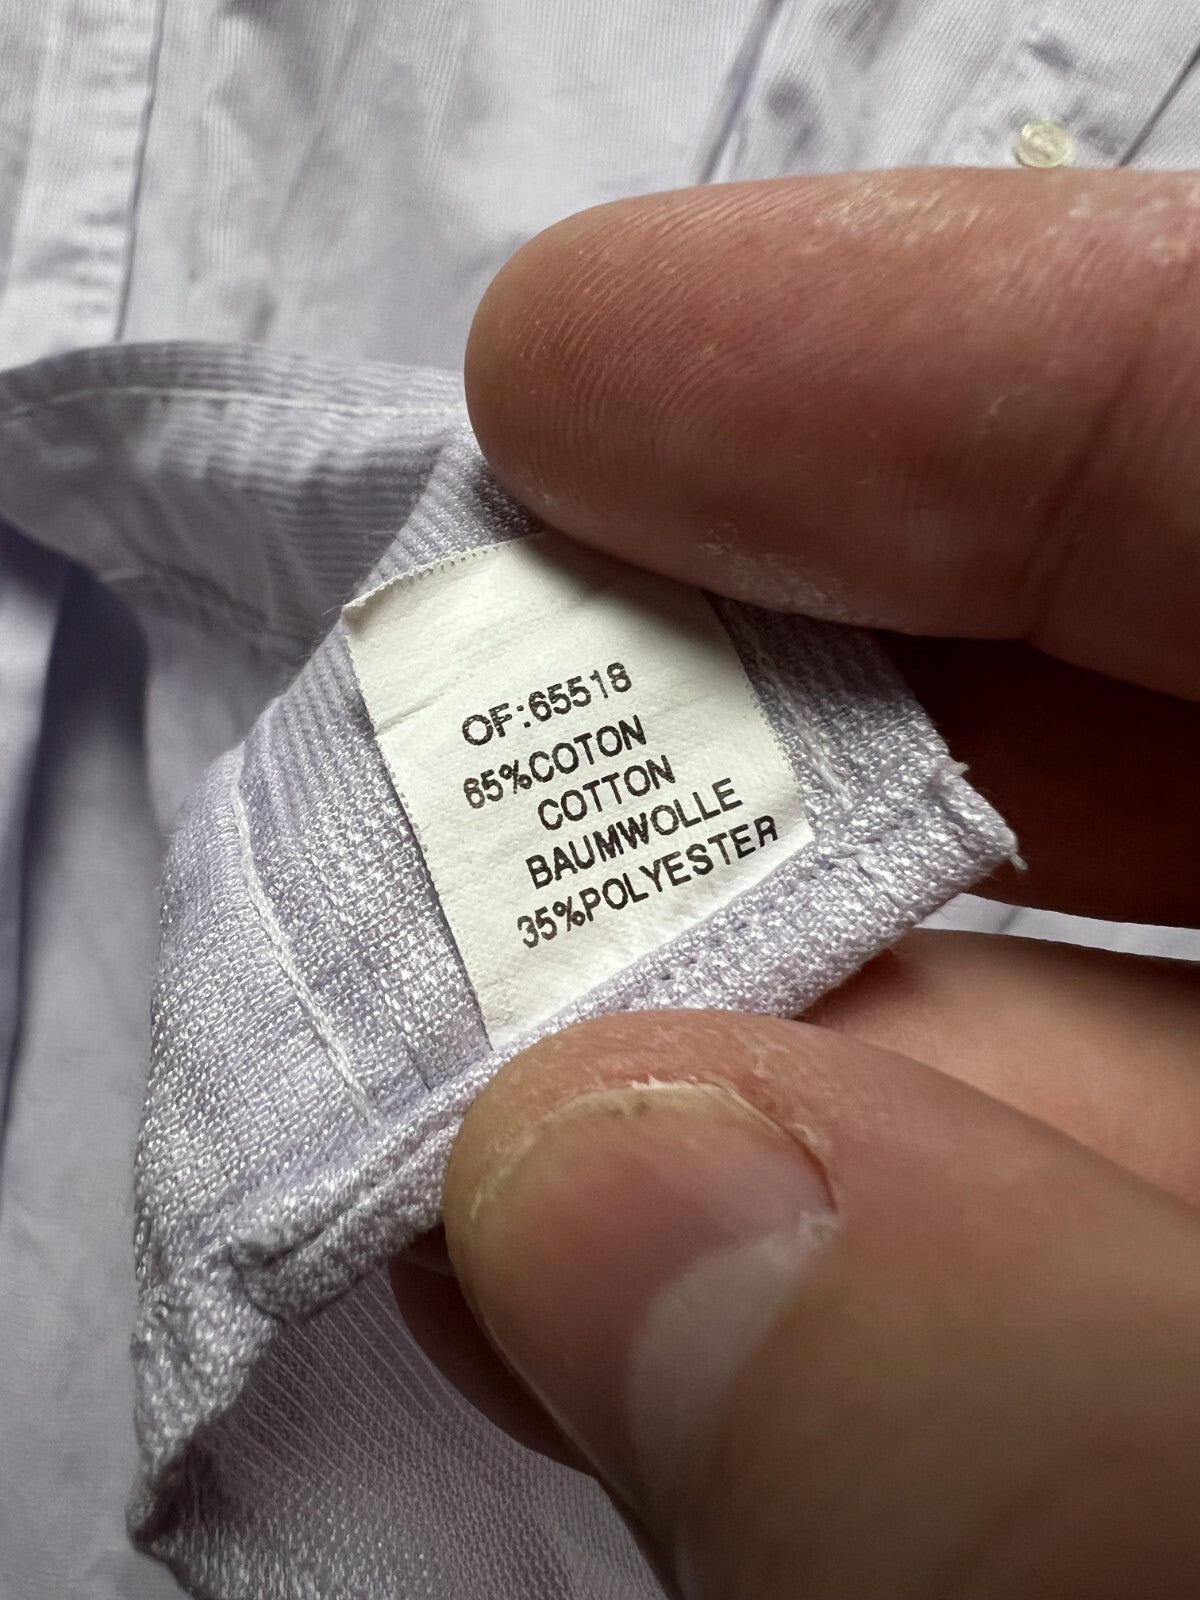 OF:65518
65%COTON
COTTON
BAUMWOLLE
35%POLYESTER